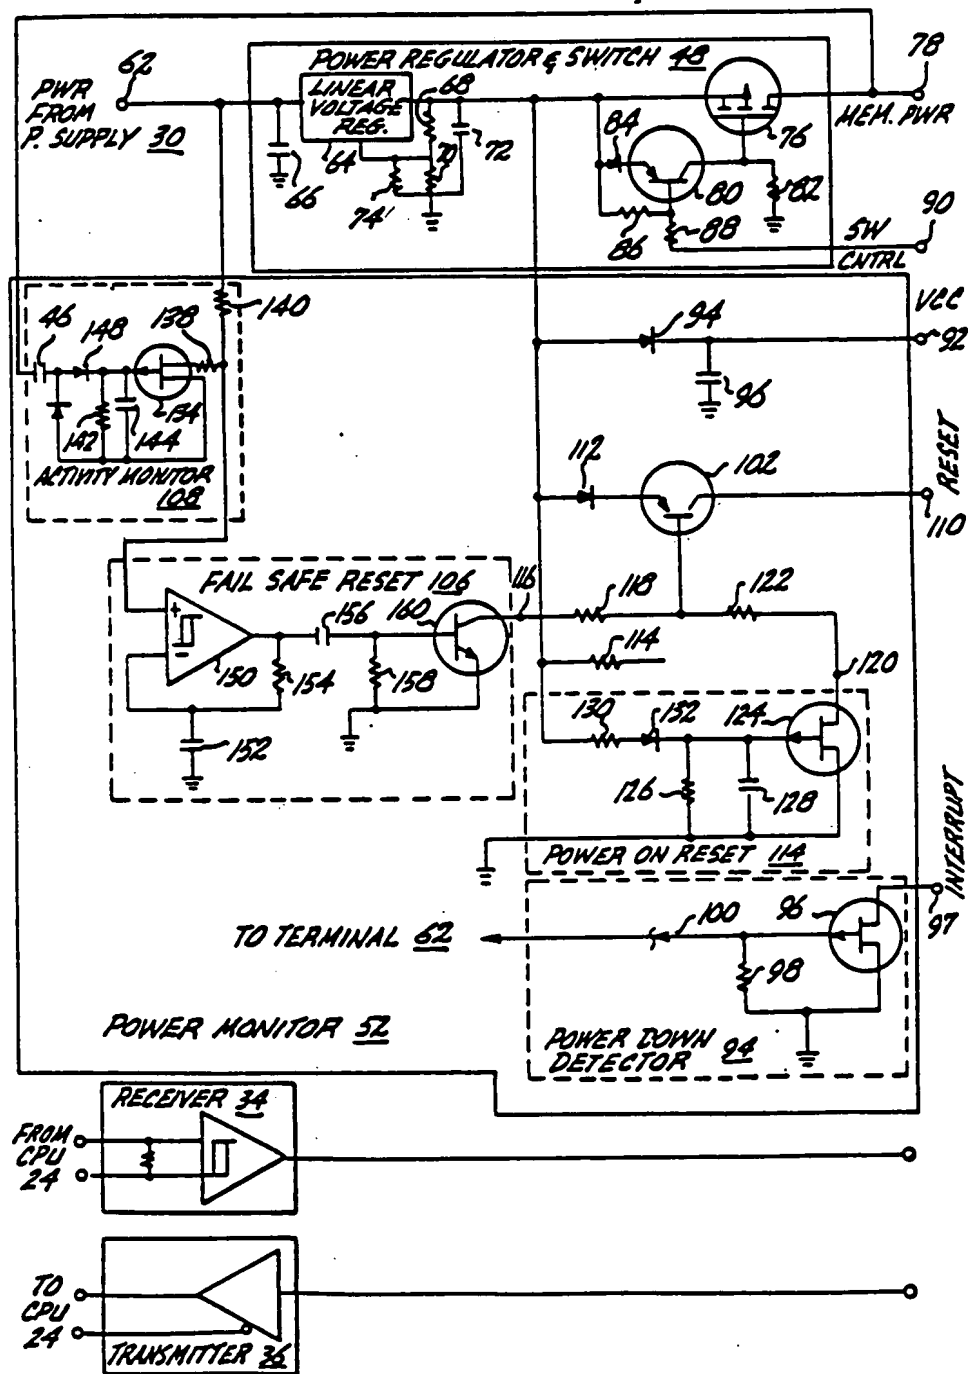 62
PWR
FROM
P. SUPPLY 30
POWER REGULATOR & SWITCH 48
LINEAR
VOLTAGE
REG.
68
64
66
70
72
74'
84
76
80
82
86
88
78
MEM. PWR
90
SW
CNTRL
140
46
148
138
134
142
144
ACTIVITY MONITOR
108
94
96
VCC
92
112
102
RESET
110
FAIL SAFE RESET 106
116
156
160
150
154
158
152
118
122
114
120
130
132
124
126
128
POWER ON RESET 114
INTERRUPT
97
TO TERMINAL 62
100
96
98
POWER DOWN
DETECTOR 94
POWER MONITOR 52
RECEIVER 34
FROM
CPU
24
TO
CPU
24
TRANSMITTER 36
+
-